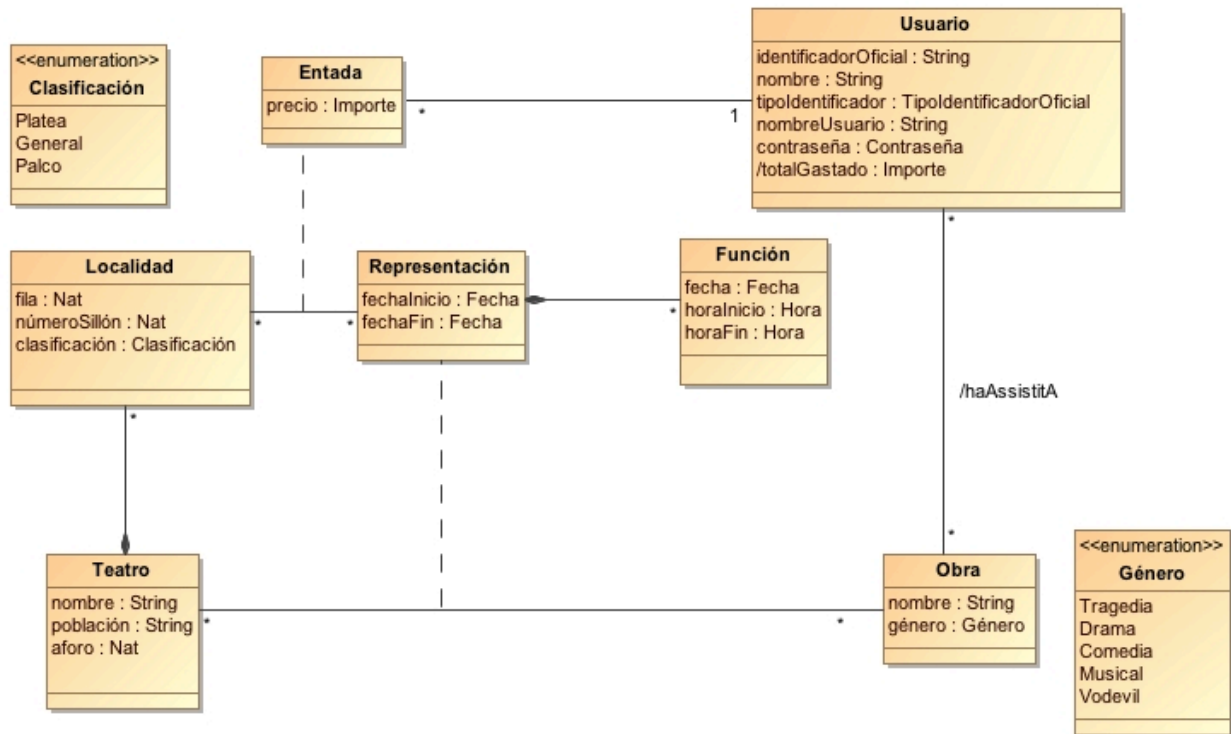 <<enumeration>>
Clasificación
Platea
General
Palco
Entada
precio : Importe
*
1
Usuario
identificadorOficial : String
nombre : String
tipoIdentificador : TipoIdentificadorOficial
nombreUsuario : String
contraseña : Contraseña
/totalGastado : Importe
*
Localidad
fila : Nat
númeroSillón : Nat
clasificación : Clasificación
*
*
*
Representación
fechaInicio : Fecha
fechaFin : Fecha
*
Función
fecha : Fecha
horaInicio : Hora
horaFin : Hora
/haAssistitA
*
Teatro
nombre : String
población : String
aforo : Nat
*
*
Obra
nombre : String
género : Género
<<enumeration>>
Género
Tragedia
Drama
Comedia
Musical
Vodevil